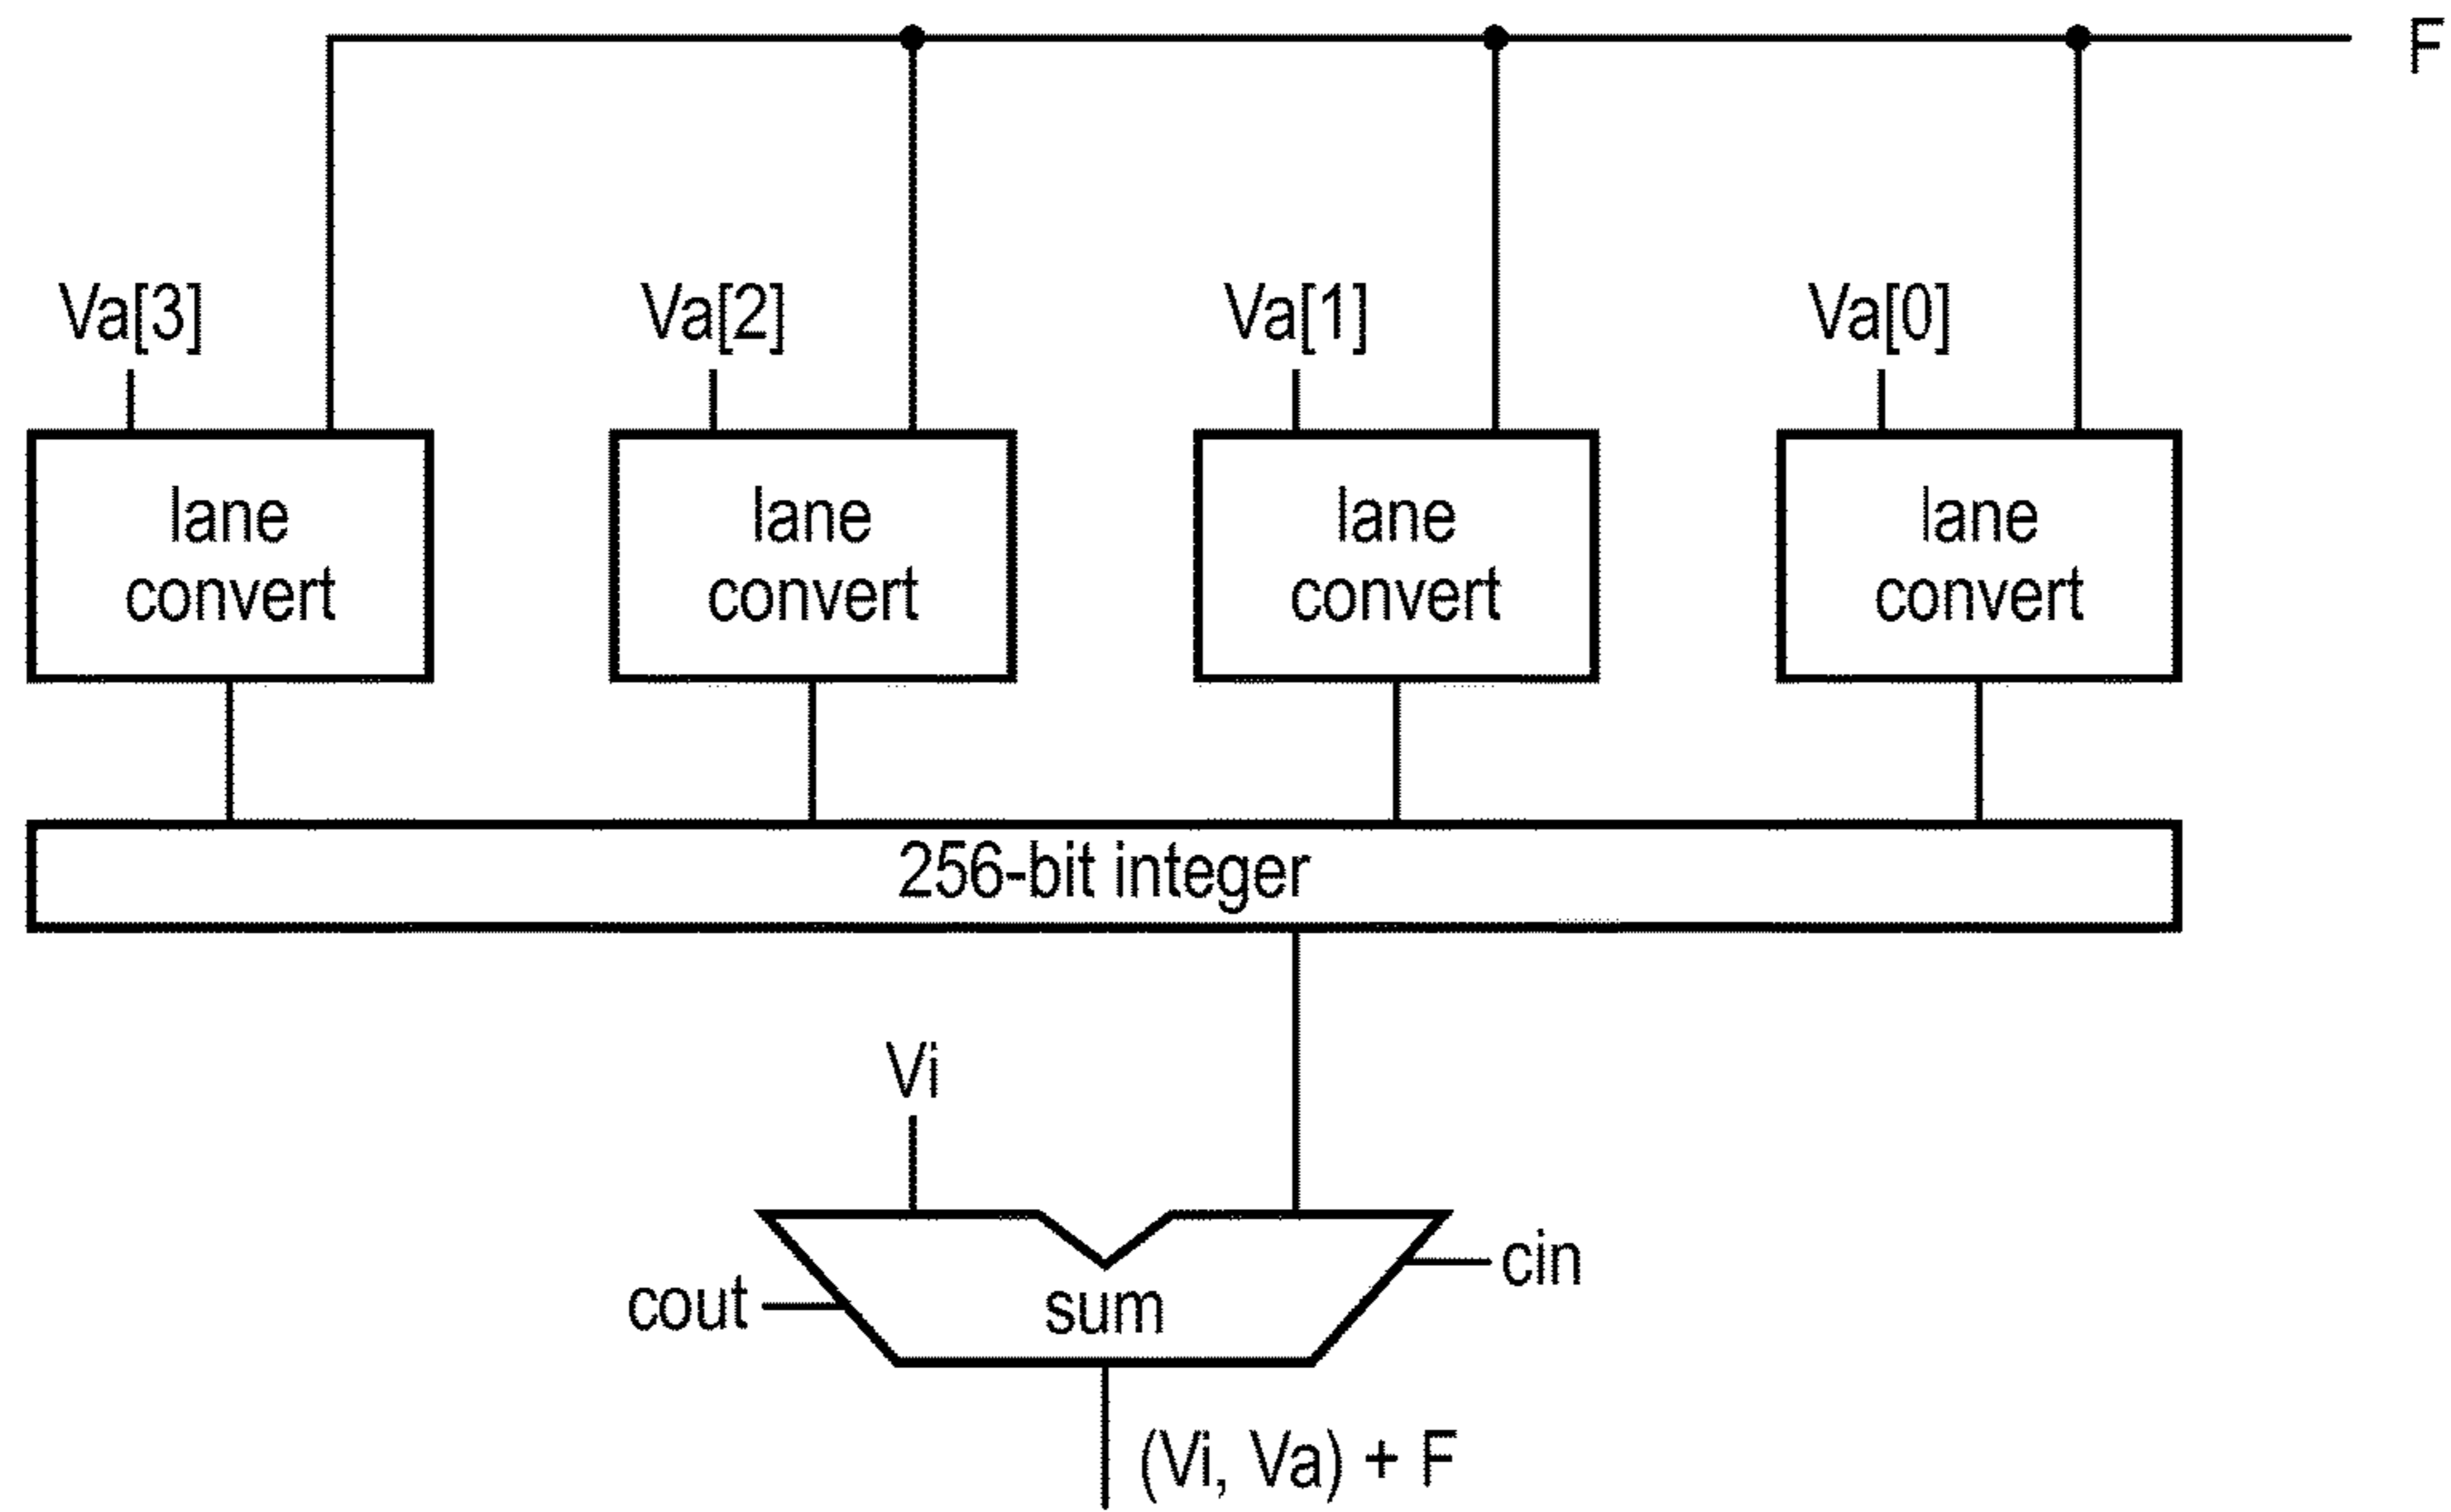 F
Va[3]
Va[2]
Va[1]
Va[0]
lane
convert
lane
convert
lane
convert
lane
convert
256-bit integer
Vi
cin
cout
sum
(Vi, Va) + F